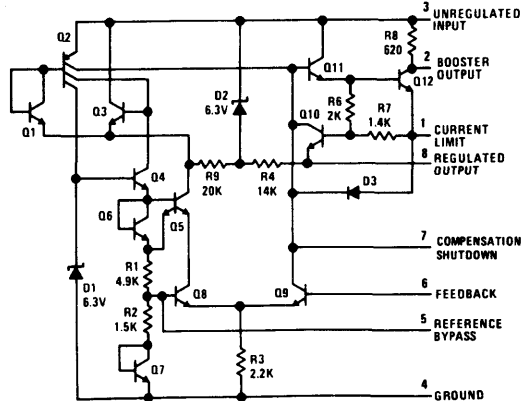 3 UNREGULATED
INPUT
R8
620
Q2
Q11
2 BOOSTER
OUTPUT
Q12
D2
6.3V
Q10
R6
2K
R7
1.4K
Q1
Q3
1 CURRENT
LIMIT
8 REGULATED
OUTPUT
R9
20K
R4
14K
D3
Q4
Q6
Q5
7 COMPENSATION
SHUTDOWN
R1
4.9K
D1
6.3V
Q8
Q9
6 FEEDBACK
R2
1.5K
5 REFERENCE
BYPASS
Q7
R3
2.2K
4 GROUND